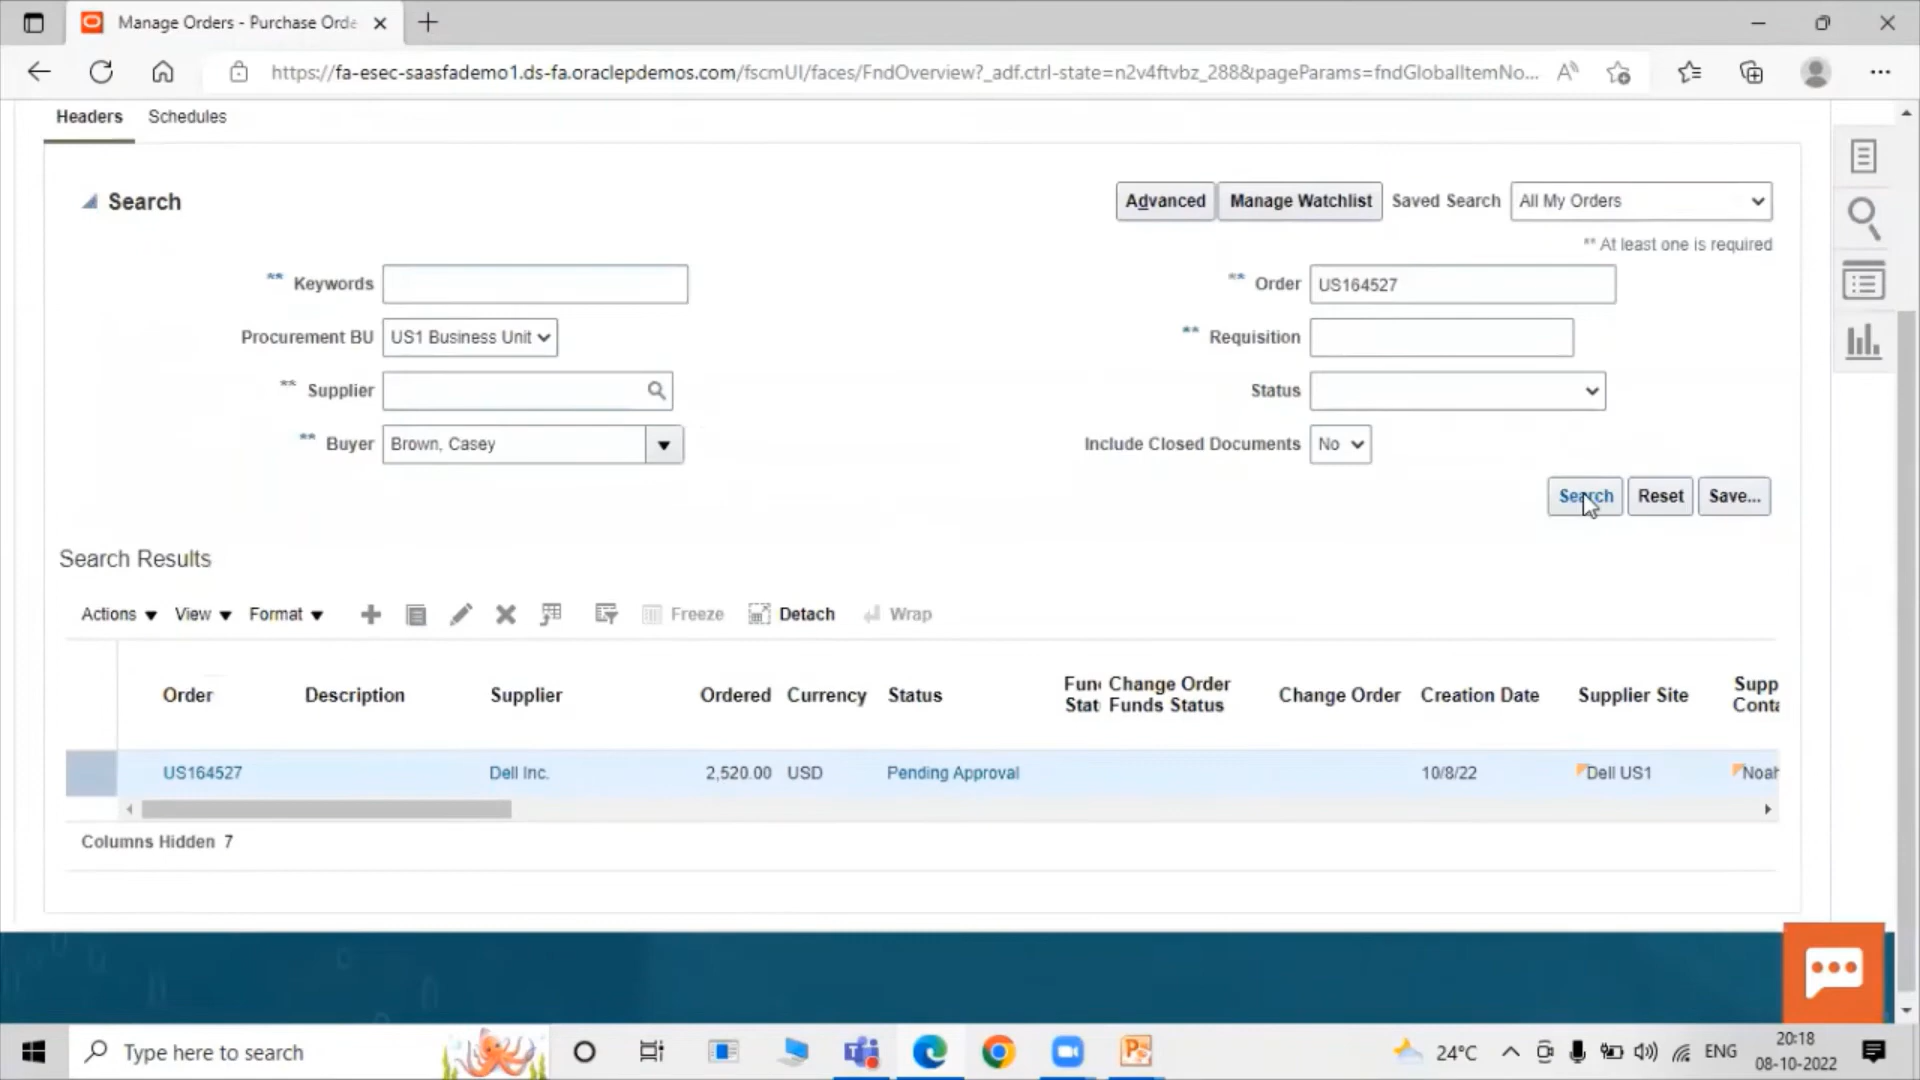 Manage Orders - Purchase Orde
https://fa-esec-saasfademo1.ds-fa.oraclepdemos.com/fscmUI/faces/FndOverview?_adf.ctrl-state=n2v4ftvbz_288&pageParams=fndGlobalItemNo...
Headers Schedules
Search
Advanced Manage Watchlist Saved Search All My Orders
** At least one is required
** Keywords
** Order US164527
Procurement BU US1 Business Unit
** Requisition
** Supplier
Status
** Buyer Brown, Casey
Include Closed Documents No
Search Reset Save...
Search Results
Actions View Format Freeze Detach Wrap
Order Description Supplier Ordered Currency Status Fun Stat Change Order Funds Status Change Order Creation Date Supplier Site Supp Conta
US164527 Dell Inc. 2,520.00 USD Pending Approval 10/8/22 Dell US1 Noah
Columns Hidden 7
Type here to search
24°C
ENG
20:18
08-10-2022